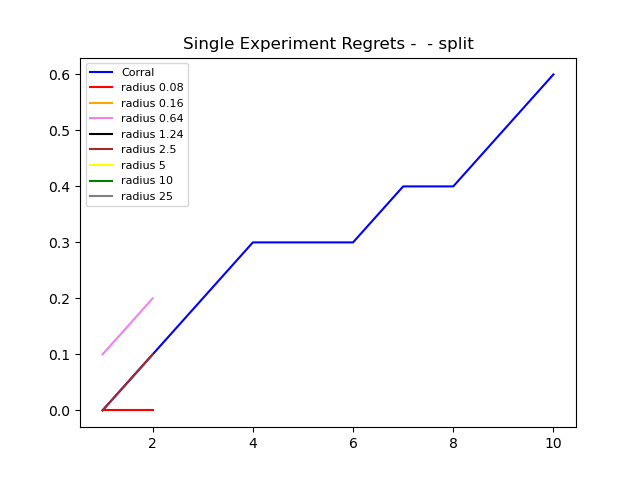 Single Experiment Regrets -  - split
Corral
radius 0.08
radius 0.16
radius 0.64
radius 1.24
radius 2.5
radius 5
radius 10
radius 25
0.6
0.5
0.4
0.3
0.2
0.1
0.0
2 4 6 8 10